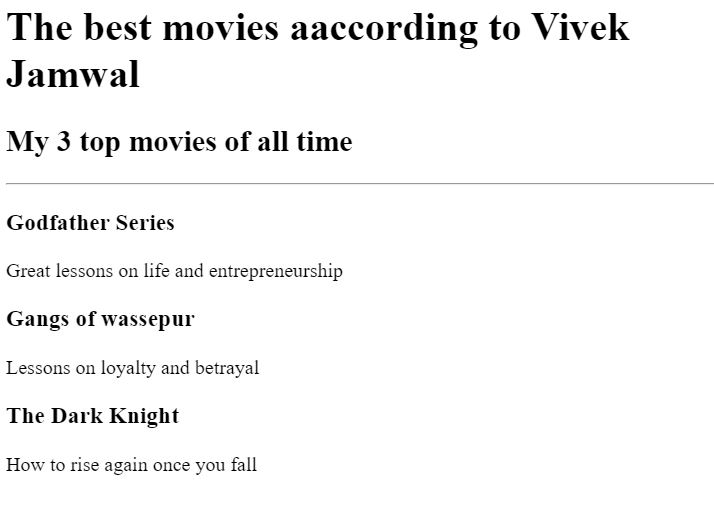 The best movies aaccording to Vivek
Jamwal
My 3 top movies of all time
Godfather Series
Great lessons on life and entrepreneurship
Gangs of wassepur
Lessons on loyalty and betrayal
The Dark Knight
How to rise again once you fall